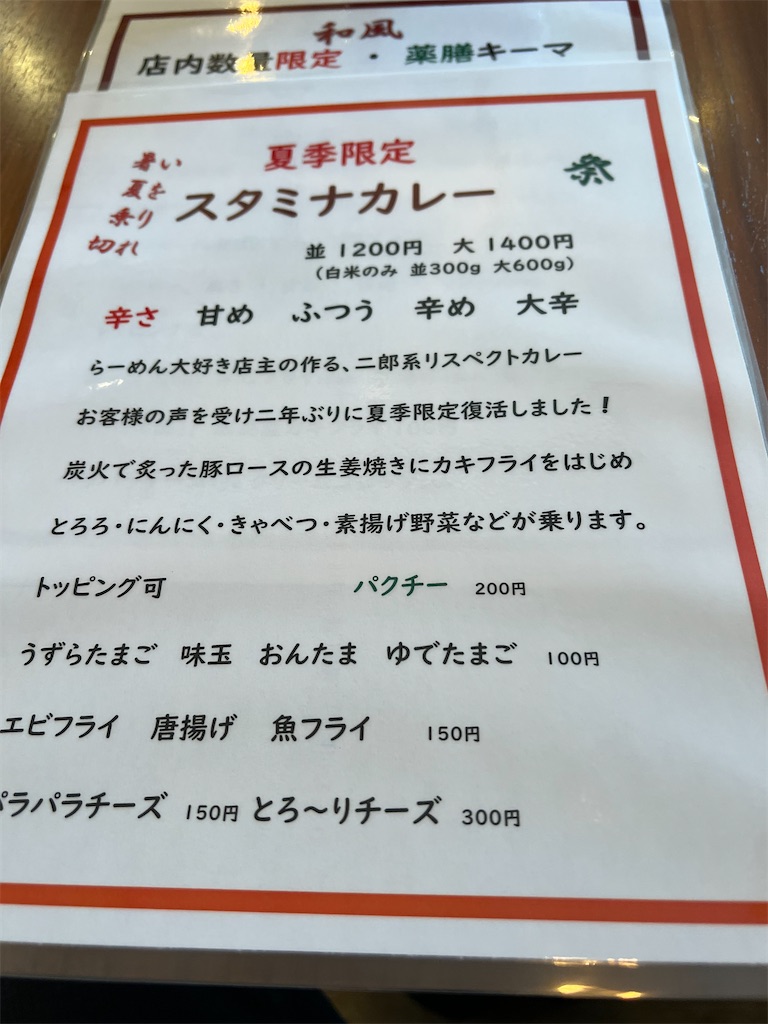 和風
店内数量限定・薬膳キーマ
暑い
夏を
乗り
切れ
夏季限定
祭
スタミナカレー
並 1200円 大 1400円
(白米のみ 並300g 大600g)
辛さ 甘め ふつう 辛め 大辛
らーめん大好き店主の作る、二郎系リスペクトカレー
お客様の声を受け二年ぶりに夏季限定復活しました！
炭火で炙った豚ロースの生姜焼きにカキフライをはじめ
とろろ・にんにく・きゃべつ・素揚げ野菜などが乗ります。
トッピング可 パクチー 200円
うずらたまご 味玉 おんたま ゆでたまご 100円
エビフライ 唐揚げ 魚フライ 150円
パラパラチーズ 150円 とろ〜りチーズ 300円